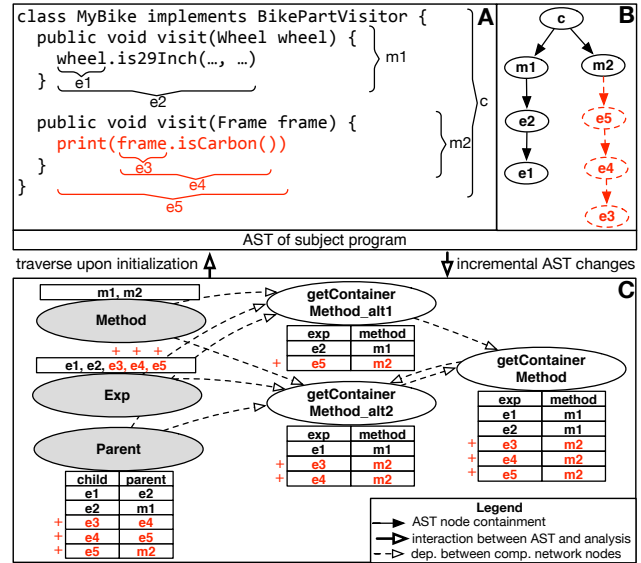 class MyBike implements BikePartVisitor {
A
public void visit(Wheel wheel) {
wheel.is29Inch(…, …)
}
e1
e2
m1
public void visit(Frame frame) {
print(frame.isCarbon())
}
e3
e4
}
e5
m2
c
B
c
m1
m2
e2
e5
e1
e4
e3
AST of subject program
traverse upon initialization
incremental AST changes
C
m1, m2
Method
+ + +
e1, e2, e3, e4, e5
Exp
Parent
child parent
e1 e2
e2 m1
+ e3 e4
+ e4 e5
+ e5 m2
getContainer
Method_alt1
exp method
e2 m1
+ e5 m2
getContainer
Method_alt2
exp method
e1 m1
+ e3 m2
+ e4 m2
getContainer
Method
exp method
e1 m1
e2 m1
+ e3 m2
+ e4 m2
+ e5 m2
Legend
AST node containment
interaction between AST and analysis
dep. between comp. network nodes